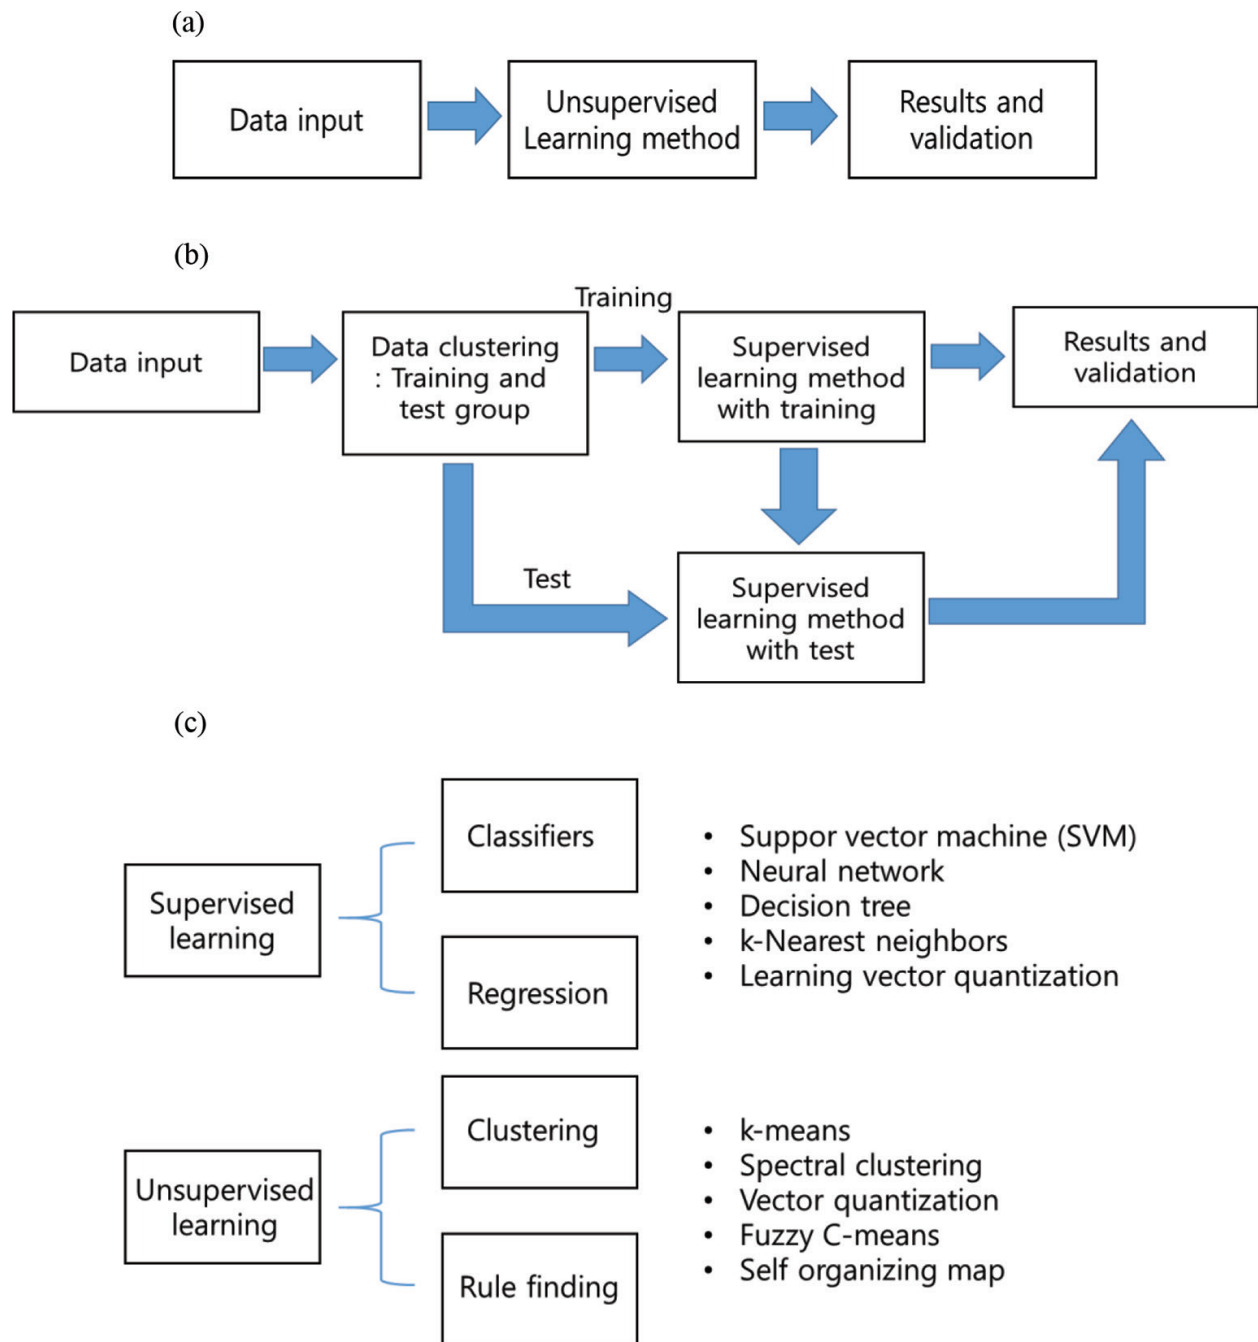 (a)
Data input
Unsupervised
Learning method
Results and
validation
(b)
Data input
Data clustering
: Training and
test group
Training
Supervised
learning method
with training
Results and
validation
Test
Supervised
learning method
with test
(c)
Supervised
learning
Classifiers
Regression
• Suppor vector machine (SVM)
• Neural network
• Decision tree
• k-Nearest neighbors
• Learning vector quantization
Unsupervised
learning
Clustering
Rule finding
• k-means
• Spectral clustering
• Vector quantization
• Fuzzy C-means
• Self organizing map